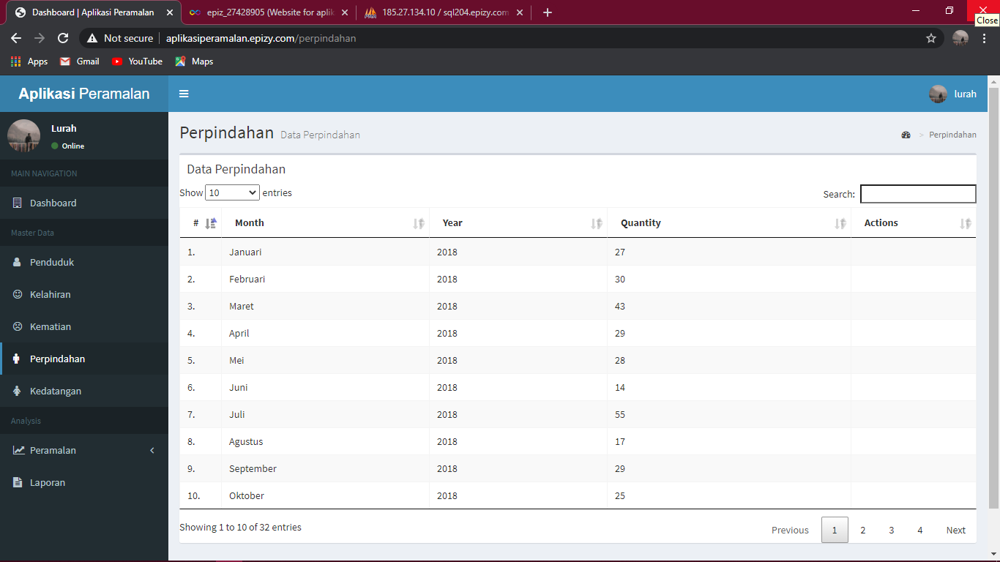 Dashboard | Aplikasi Peramalan
epiz_27428905 (Website for aplik
185.27.134.10 / sql204.epizy.com
Close
Not secure | aplikasiperamalan.epizy.com/perpindahan
Apps Gmail YouTube Maps
Aplikasi Peramalan
lurah
Lurah
Online
MAIN NAVIGATION
Dashboard
Master Data
Penduduk
Kelahiran
Kematian
Perpindahan
Kedatangan
Analysis
Peramalan
Laporan
Perpindahan Data Perpindahan
> Perpindahan
Data Perpindahan
Show 10 entries
Search:
# Month Year Quantity Actions
1. Januari 2018 27
2. Februari 2018 30
3. Maret 2018 43
4. April 2018 29
5. Mei 2018 28
6. Juni 2018 14
7. Juli 2018 55
8. Agustus 2018 17
9. September 2018 29
10. Oktober 2018 25
Showing 1 to 10 of 32 entries
Previous 1 2 3 4 Next